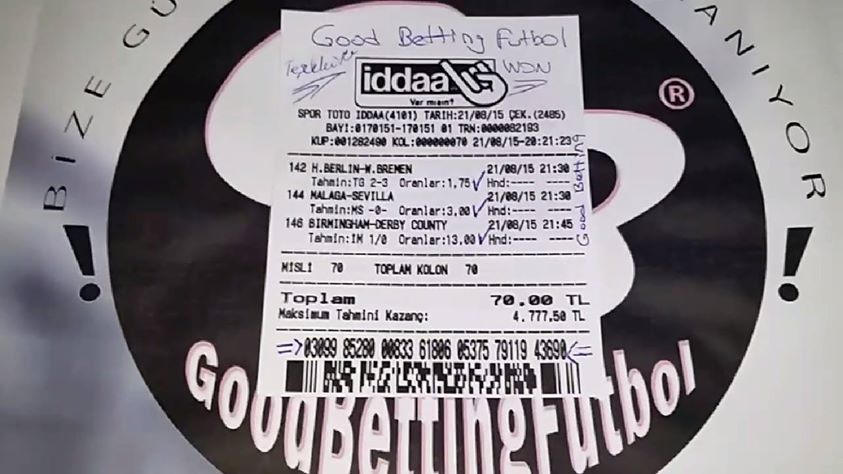 BİZE GÜ
ANIYOR
!
!
®
Good Betting Futbol
WON
iddaa
Var mısın?
SPOR TOTO IDDAA(4101) TARIH:21/08/15 ÇEK.(2485)
BAYI:0170151-170151 01 TRN:0000082193
KUP:001282490 KOL:000000070 21/08/15-20:21:239
142 H.BERLIN-W.BREMEN 21/08/15 21:30
Tahmin:TG 2-3 Oranlar:1,75 ✓ Hnd:---- ----
144 MALAGA-SEVILLA 21/08/15 21:30
Tahmin:MS -0- Oranlar:3,00 ✓ Hnd:---- ----
146 BIRMINGHAM-DERBY COUNTY 21/08/15 21:45
Tahmin:IM 1/0 Oranlar:13,00 ✓ Hnd:---- ----
Good Betting
MISLI 70 TOPLAM KOLON 70
Toplam 70.00 TL
Maksimum Tahmini Kazanç: 4.777,50 TL
=>03099 85280 00833 61806 05375 79119 43690<=
GoodBettingFutbol